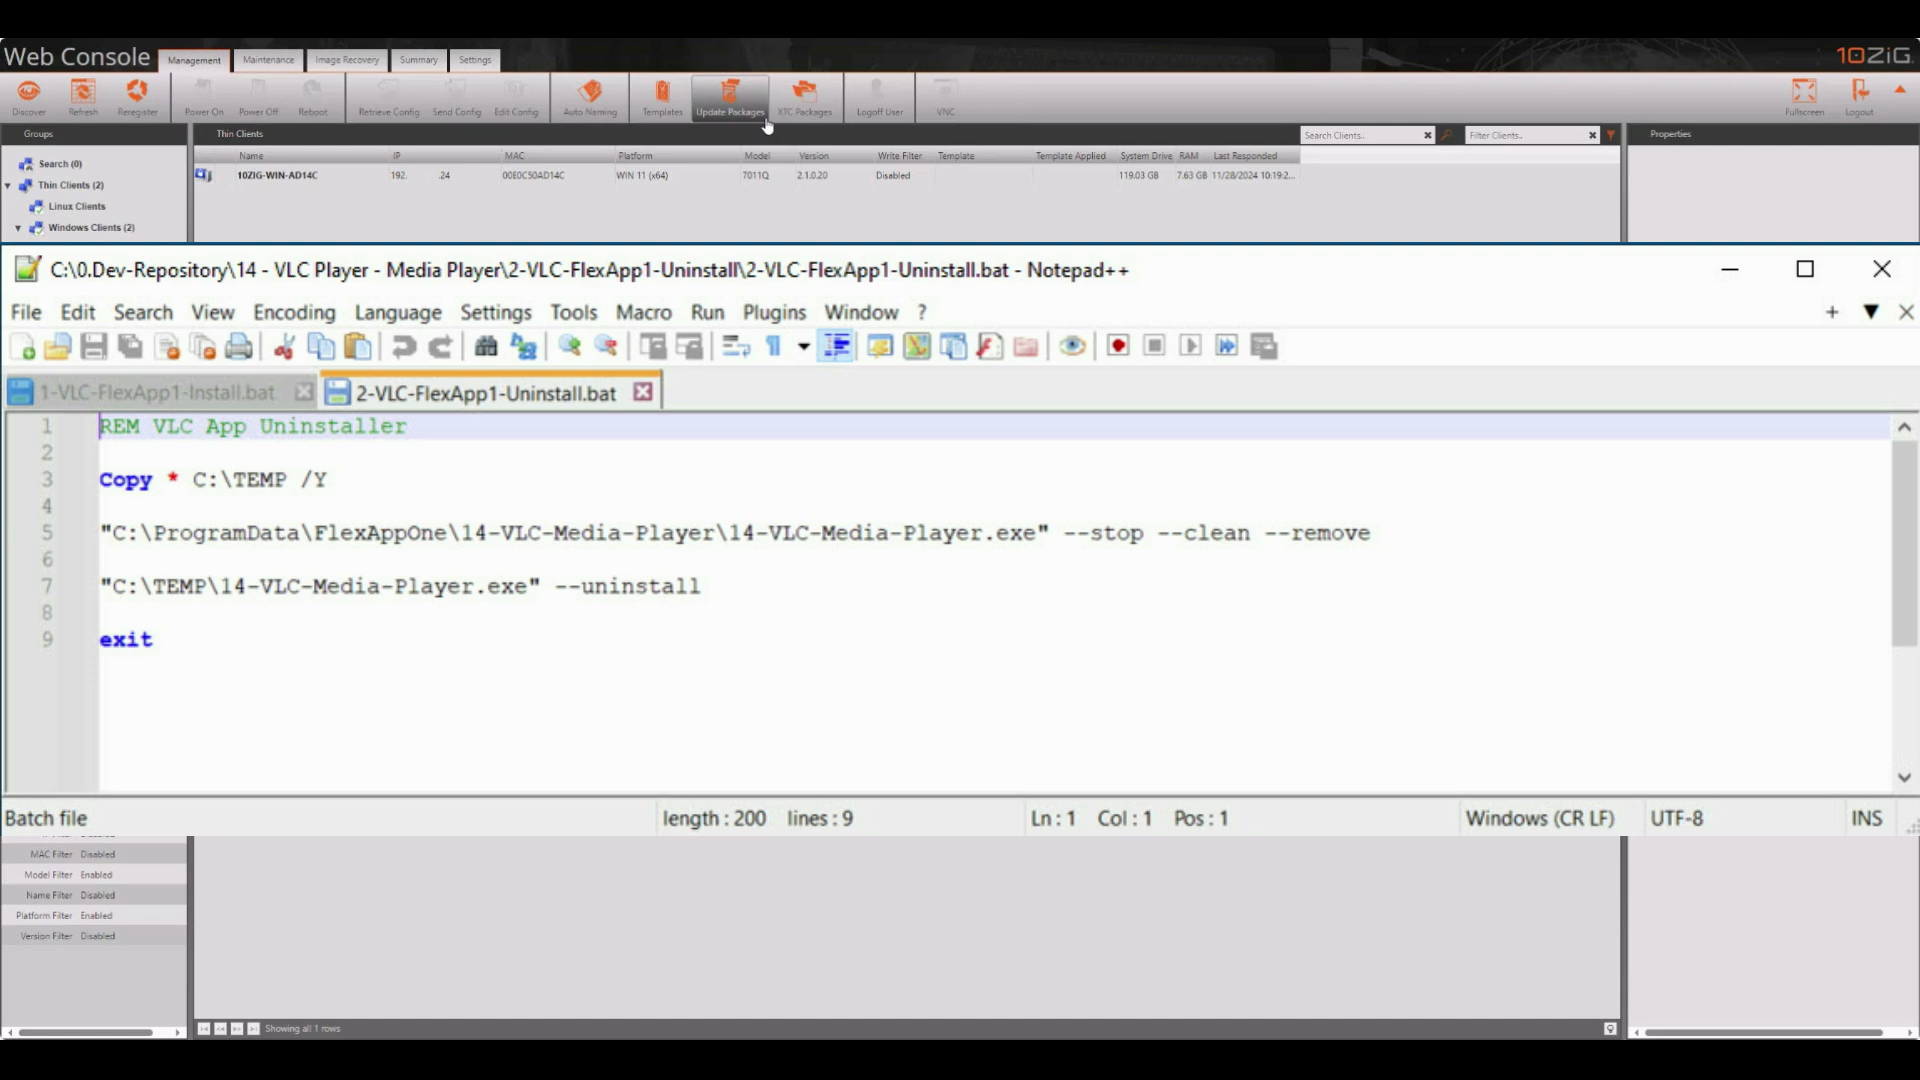 Web Console Management Maintenance Image Recovery Summary Settings 10ZiG
Discover Refresh Reregister Power On Power Off Reboot Retrieve Config Send Config Edit Config Auto Naming Templates Update Packages XTC Packages Logoff User VNC Fullscreen Logout
Groups Thin Clients Search Clients.. Filter Clients.. Properties
Name IP MAC Platform Model Version Write Filter Template Template Applied System Drive RAM Last Responded
Search (0)
10ZIG-WIN-AD14C 192. .24 00E0C50AD14C WIN 11 (x64) 7011Q 2.1.0.20 Disabled 119.03 GB 7.63 GB 11/28/2024 10:19:2...
Thin Clients (2)
Linux Clients
Windows Clients (2)
C:\0.Dev-Repository\14 - VLC Player - Media Player\2-VLC-FlexApp1-Uninstall\2-VLC-FlexApp1-Uninstall.bat - Notepad++
File Edit Search View Encoding Language Settings Tools Macro Run Plugins Window ?
1-VLC-FlexApp1-Install.bat 2-VLC-FlexApp1-Uninstall.bat
1 REM VLC App Uninstaller
2
3 Copy * C:\TEMP /Y
4
5 "C:\ProgramData\FlexAppOne\14-VLC-Media-Player\14-VLC-Media-Player.exe" --stop --clean --remove
6
7 "C:\TEMP\14-VLC-Media-Player.exe" --uninstall
8
9 exit
Batch file length : 200 lines : 9 Ln : 1 Col : 1 Pos : 1 Windows (CR LF) UTF-8 INS
MAC Filter Disabled
Model Filter Enabled
Name Filter Disabled
Platform Filter Enabled
Version Filter Disabled
Showing all 1 rows